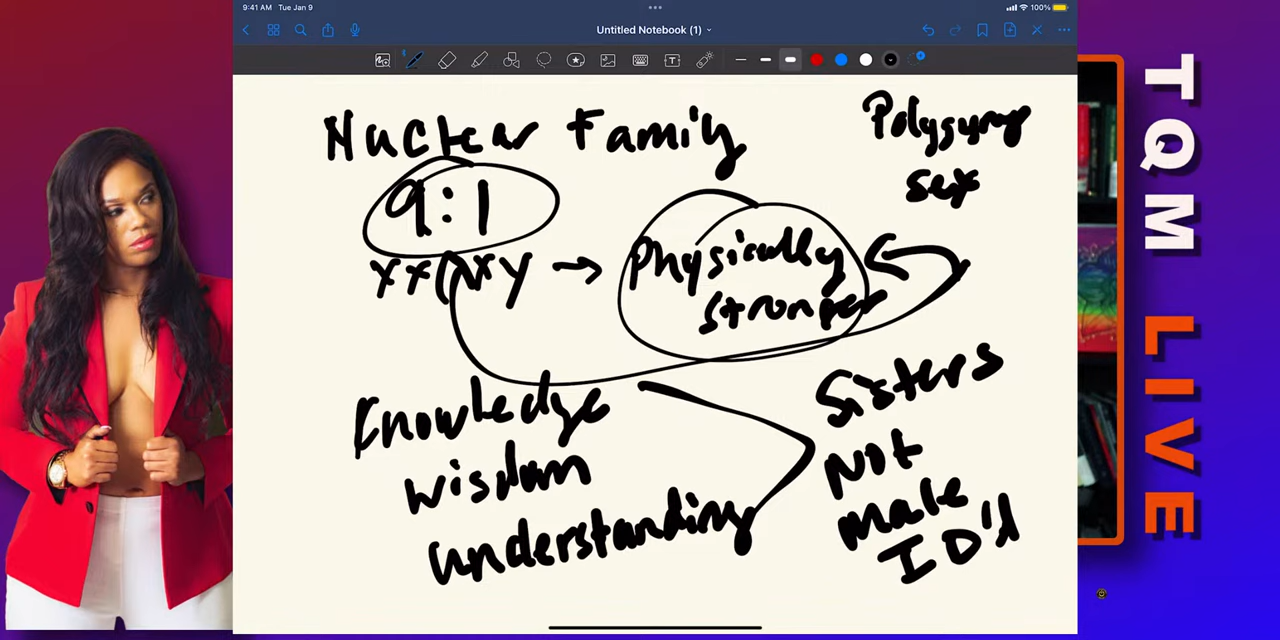 9:41 AM Tue Jan 9
100%
Untitled Notebook (1)
Nuclear Family
Polygyny
sex
9:1
xx xy → Physically
stronger
Knowledge
wisdom
understanding
Sisters
Not
male
ID'd
TQM LIVE